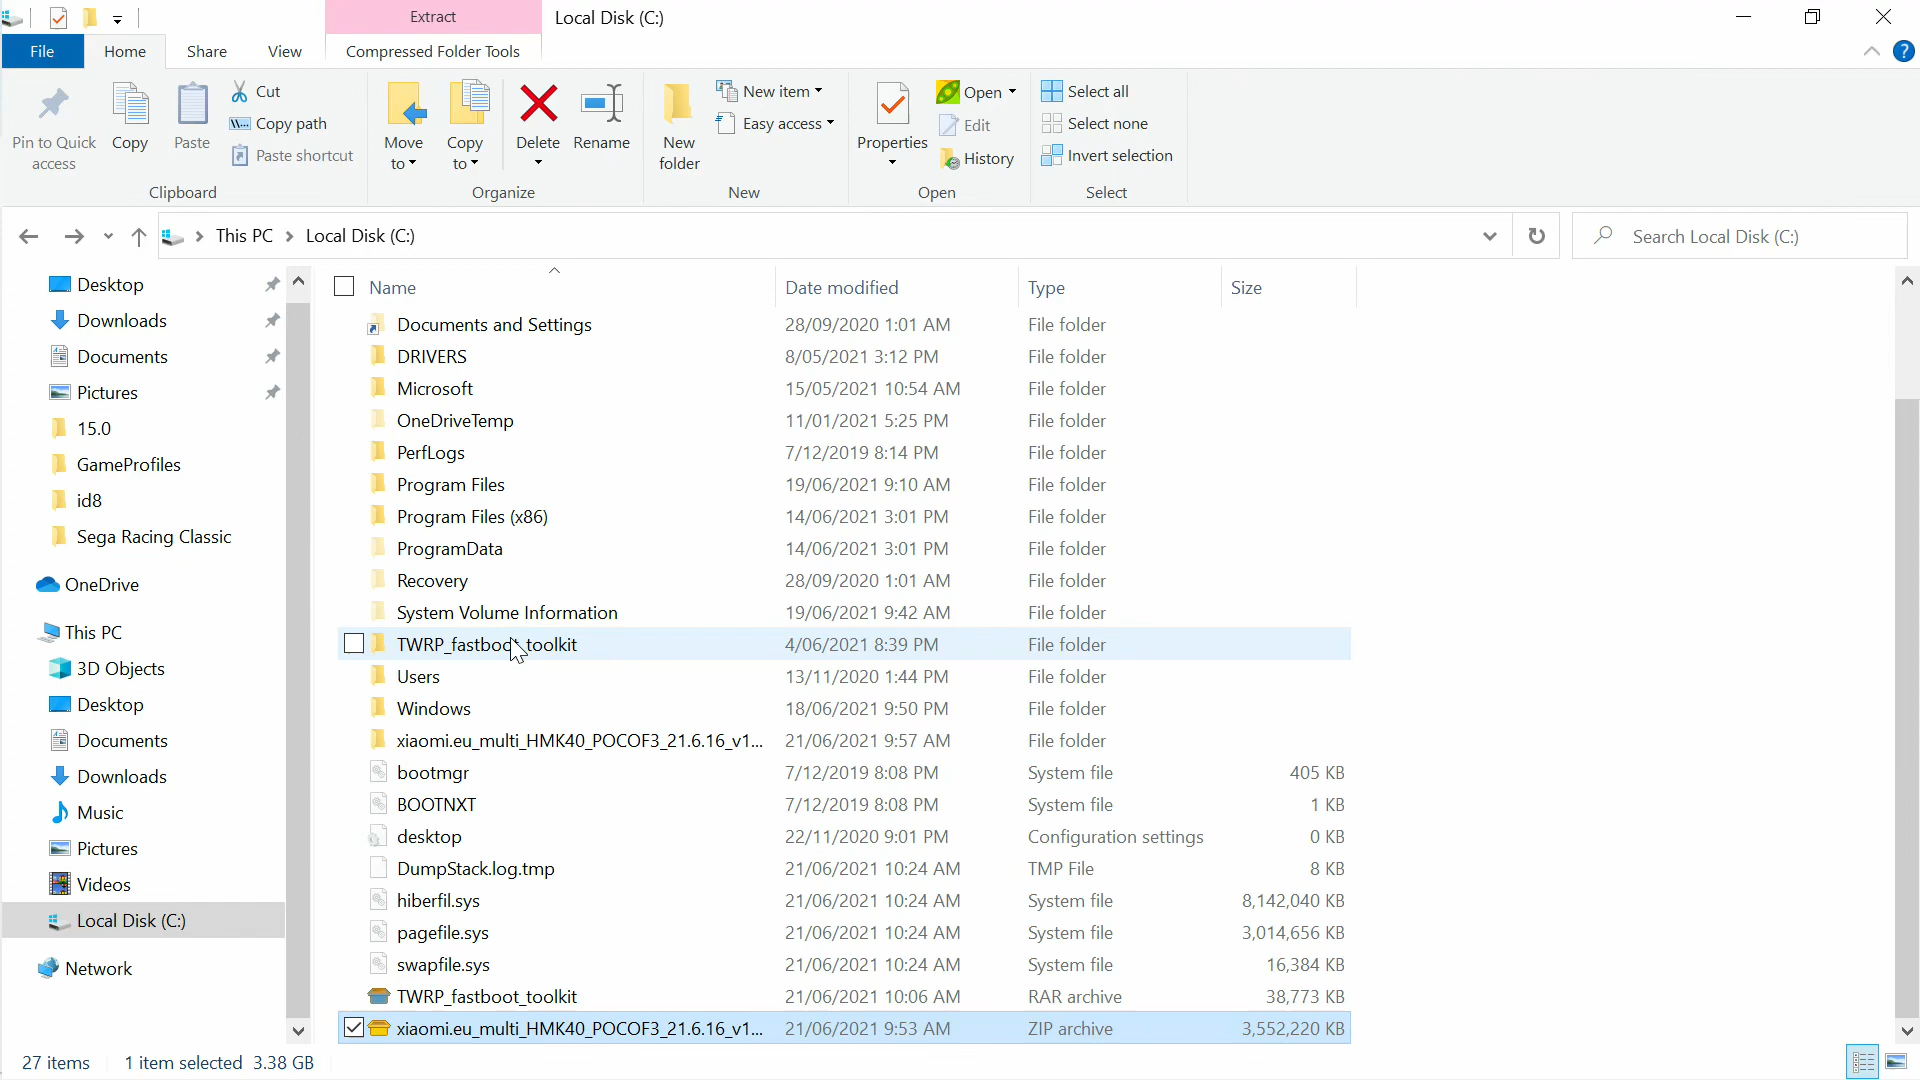 Extract
Local Disk (C:)
File
Home
Share
View
Compressed Folder Tools
Pin to Quick access
Copy
Paste
Cut
Copy path
Paste shortcut
Clipboard
Move to
Copy to
Delete
Rename
Organize
New folder
New item
Easy access
New
Properties
Open
Edit
History
Open
Select all
Select none
Invert selection
Select
This PC
Local Disk (C:)
Search Local Disk (C:)
Desktop
Downloads
Documents
Pictures
15.0
GameProfiles
id8
Sega Racing Classic
OneDrive
This PC
3D Objects
Desktop
Documents
Downloads
Music
Pictures
Videos
Local Disk (C:)
Network
Name Date modified Type Size
Documents and Settings 28/09/2020 1:01 AM File folder
DRIVERS 8/05/2021 3:12 PM File folder
Microsoft 15/05/2021 10:54 AM File folder
OneDriveTemp 11/01/2021 5:25 PM File folder
PerfLogs 7/12/2019 8:14 PM File folder
Program Files 19/06/2021 9:10 AM File folder
Program Files (x86) 14/06/2021 3:01 PM File folder
ProgramData 14/06/2021 3:01 PM File folder
Recovery 28/09/2020 1:01 AM File folder
System Volume Information 19/06/2021 9:42 AM File folder
TWRP_fastboot_toolkit 4/06/2021 8:39 PM File folder
Users 13/11/2020 1:44 PM File folder
Windows 18/06/2021 9:50 PM File folder
xiaomi.eu_multi_HMK40_POCOF3_21.6.16_v1... 21/06/2021 9:57 AM File folder
bootmgr 7/12/2019 8:08 PM System file 405 KB
BOOTNXT 7/12/2019 8:08 PM System file 1 KB
desktop 22/11/2020 9:01 PM Configuration settings 0 KB
DumpStack.log.tmp 21/06/2021 10:24 AM TMP File 8 KB
hiberfil.sys 21/06/2021 10:24 AM System file 8,142,040 KB
pagefile.sys 21/06/2021 10:24 AM System file 3,014,656 KB
swapfile.sys 21/06/2021 10:24 AM System file 16,384 KB
TWRP_fastboot_toolkit 21/06/2021 10:06 AM RAR archive 38,773 KB
xiaomi.eu_multi_HMK40_POCOF3_21.6.16_v1... 21/06/2021 9:53 AM ZIP archive 3,552,220 KB
27 items 1 item selected 3.38 GB